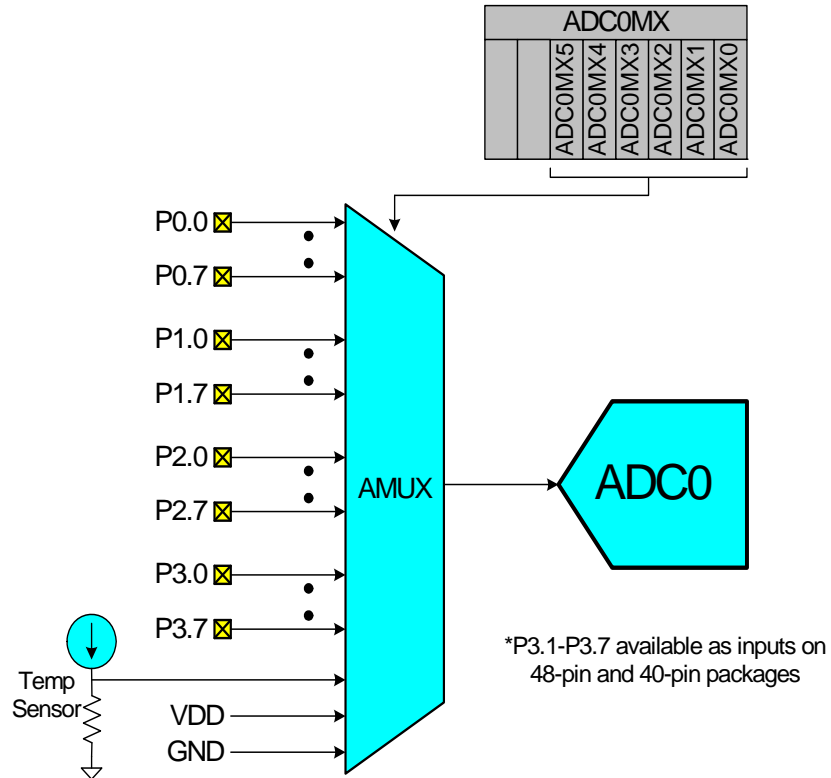 ADC0MX
ADC0MX5
ADC0MX4
ADC0MX3
ADC0MX2
ADC0MX1
ADC0MX0
P0.0
P0.7
P1.0
P1.7
P2.0
AMUX
ADC0
P2.7
P3.0
P3.7
*P3.1-P3.7 available as inputs on
48-pin and 40-pin packages
Temp
Sensor
VDD
GND